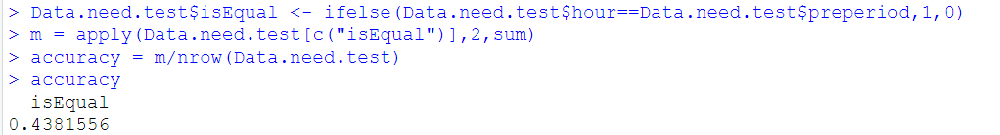 > Data.need.test$isEqual <- ifelse(Data.need.test$hour==Data.need.test$preperiod,1,0)
> m = apply(Data.need.test[c("isEqual")],2,sum)
> accuracy = m/nrow(Data.need.test)
> accuracy
  isEqual
0.4381556